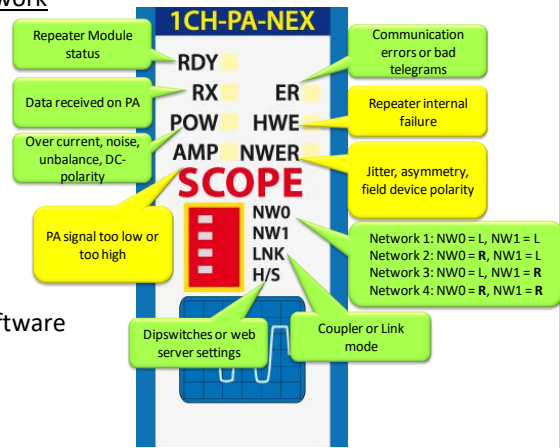 work
1CH-PA-NEX
Repeater Module
status
Communication
errors or bad
telegrams
RDY
Data received on PA
RX
ER
Repeater internal
failure
Over current, noise,
unbalance, DC-
polarity
POW
HWE
AMP
NWER
Jitter, asymmetry,
field device polarity
SCOPE
PA signal too low or
too high
NW0
NW1
LNK
H/S
Network 1: NW0 = L, NW1 = L
Network 2: NW0 = R, NW1 = L
Network 3: NW0 = L, NW1 = R
Network 4: NW0 = R, NW1 = R
ftware
Dipswitches or web
server settings
Coupler or Link
mode